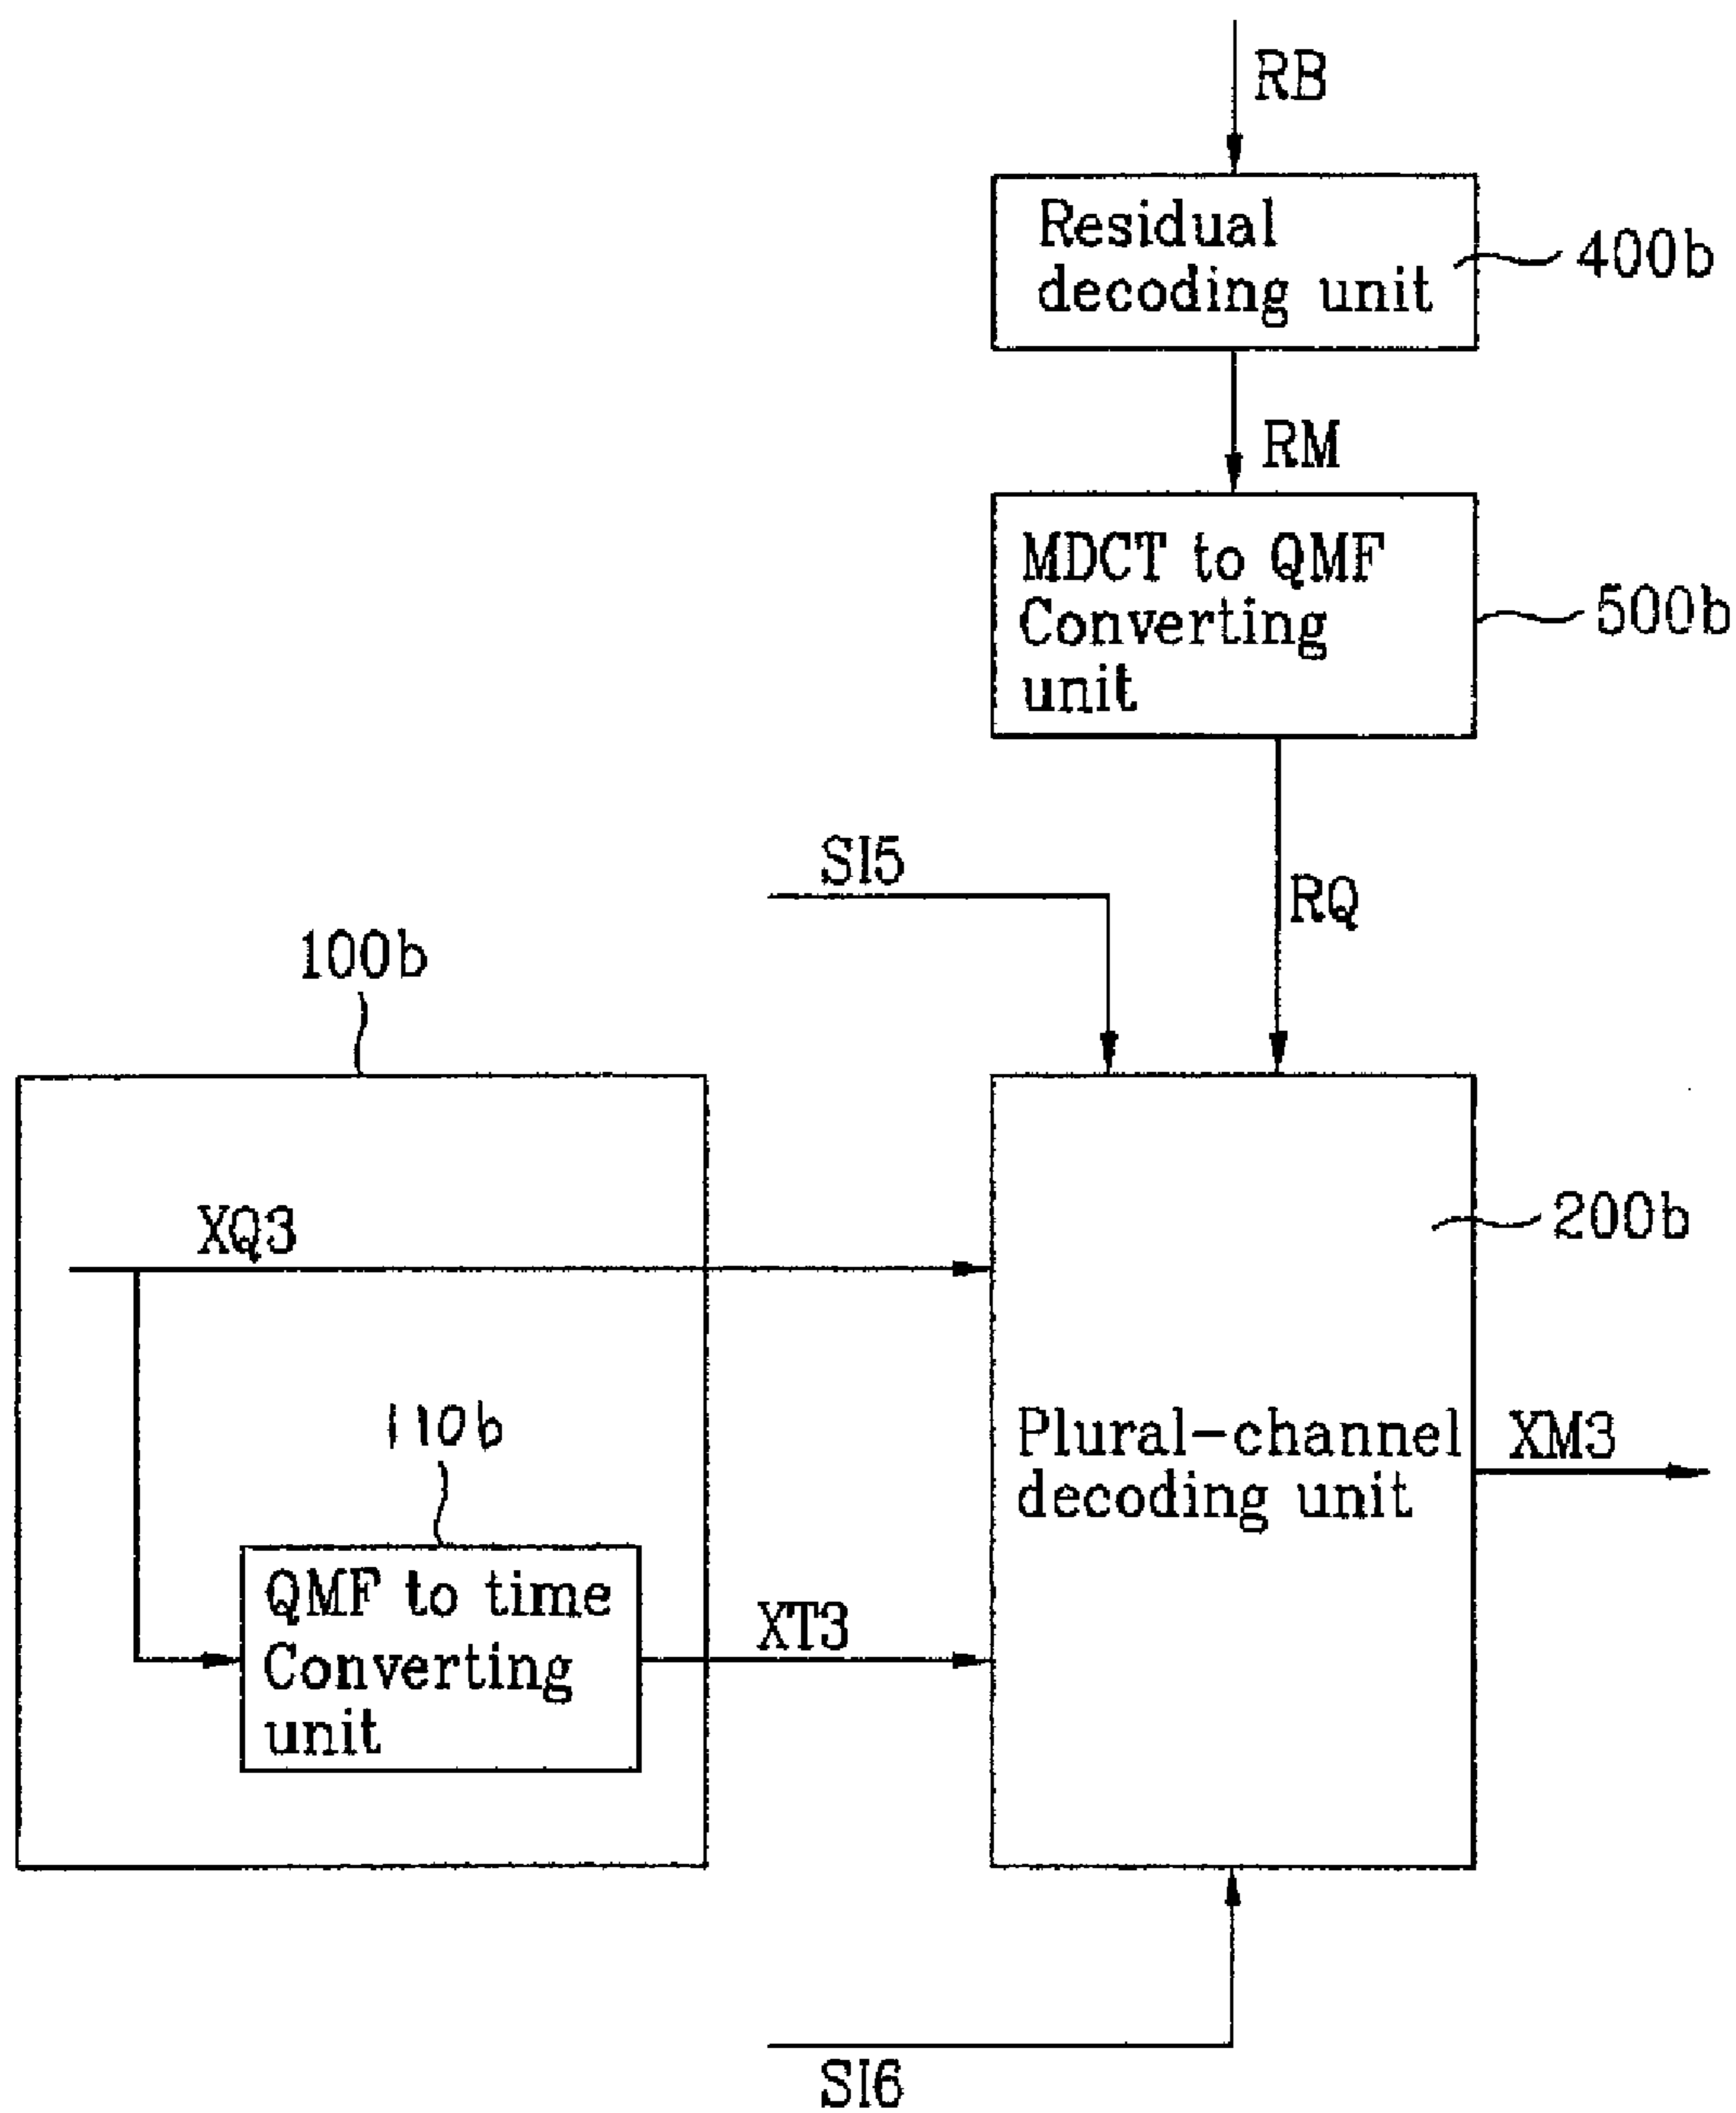 RB
Residual
decoding unit
400b
RM
MDCT to QMF
Converting
unit
500b
SI5
RQ
100b
XQ3
200b
110b
Plural-channel
decoding unit
XM3
QMF to time
Converting
unit
XT3
SI6